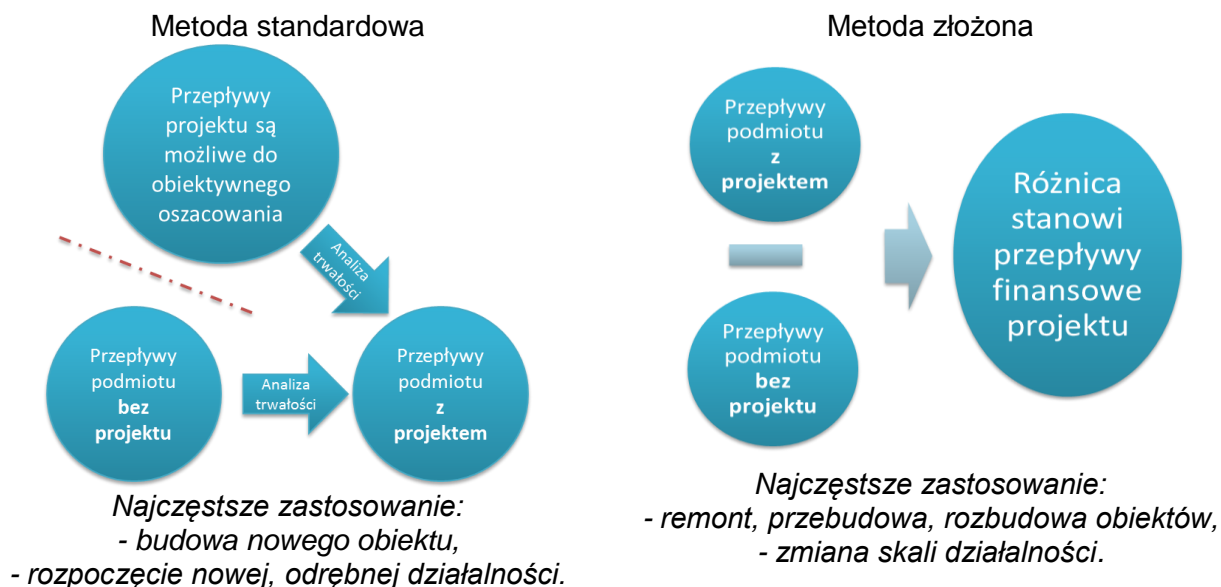 Metoda standardowa
Przepływy
projektu są
możliwe do
obiektywnego
oszacowania
Analiza
trwałości
Przepływy
podmiotu
bez
projektu
Analiza
trwałości
Przepływy
podmiotu
z
projektem
Najczęstsze zastosowanie:
- budowa nowego obiektu,
- rozpoczęcie nowej, odrębnej działalności.
Metoda złożona
Przepływy
podmiotu
z
projektem
Przepływy
podmiotu
bez
projektu
Różnica
stanowi
przepływy
finansowe
projektu
Najczęstsze zastosowanie:
- remont, przebudowa, rozbudowa obiektów,
- zmiana skali działalności.